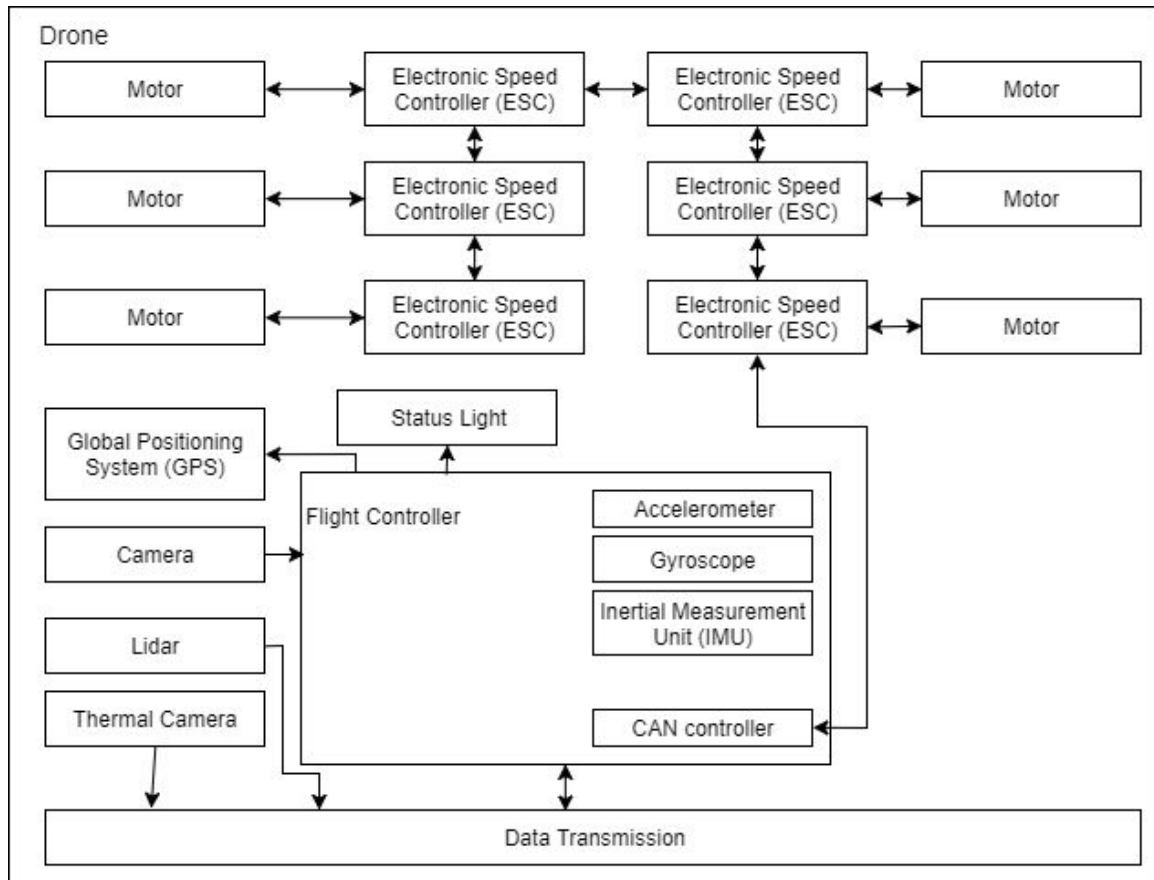 Drone
Motor
Electronic Speed
Controller (ESC)
Electronic Speed
Controller (ESC)
Motor
Motor
Electronic Speed
Controller (ESC)
Electronic Speed
Controller (ESC)
Motor
Motor
Electronic Speed
Controller (ESC)
Electronic Speed
Controller (ESC)
Motor
Status Light
Global Positioning
System (GPS)
Flight Controller
Accelerometer
Camera
Gyroscope
Inertial Measurement
Unit (IMU)
Lidar
Thermal Camera
CAN controller
Data Transmission